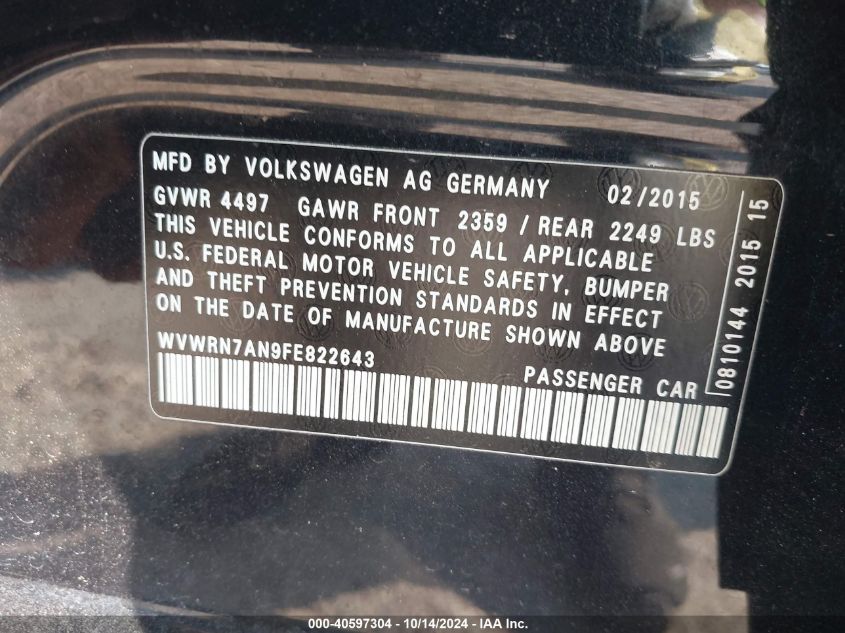 MFD BY VOLKSWAGEN AG GERMANY 02/2015
GVWR 4497 GAWR FRONT 2359 / REAR 2249 LBS
THIS VEHICLE CONFORMS TO ALL APPLICABLE
U.S. FEDERAL MOTOR VEHICLE SAFETY, BUMPER
AND THEFT PREVENTION STANDARDS IN EFFECT
ON THE DATE OF MANUFACTURE SHOWN ABOVE
WVWRN7AN9FE822643
PASSENGER CAR
0810144 2015 15
000-40597304 / 10/14/2024 - IAA Inc.